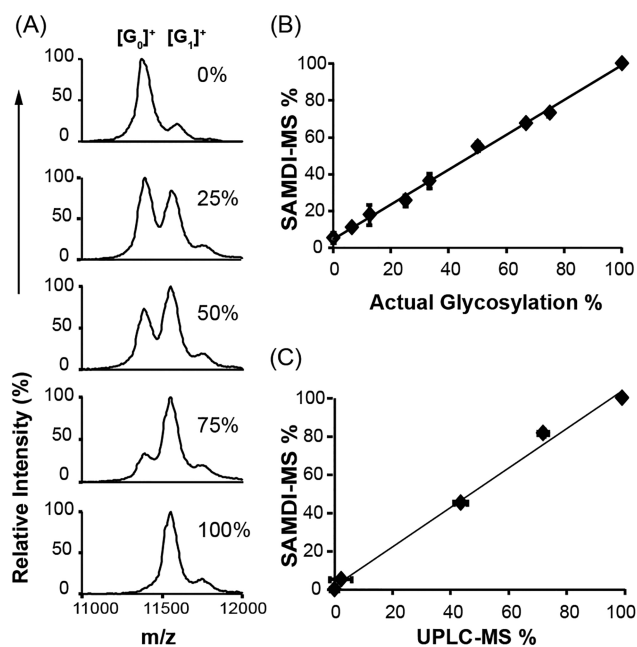 (A)
[G0]+ [G1]+
Relative Intensity (%)
100
50
0
0%
100
50
0
25%
100
50
0
50%
100
50
0
75%
100
50
0
100%
11000 11500 12000
m/z
(B)
SAMDI-MS %
100
80
60
40
20
0
0 20 40 60 80 100
Actual Glycosylation %
(C)
SAMDI-MS %
100
80
60
40
20
0
0 20 40 60 80 100
UPLC-MS %